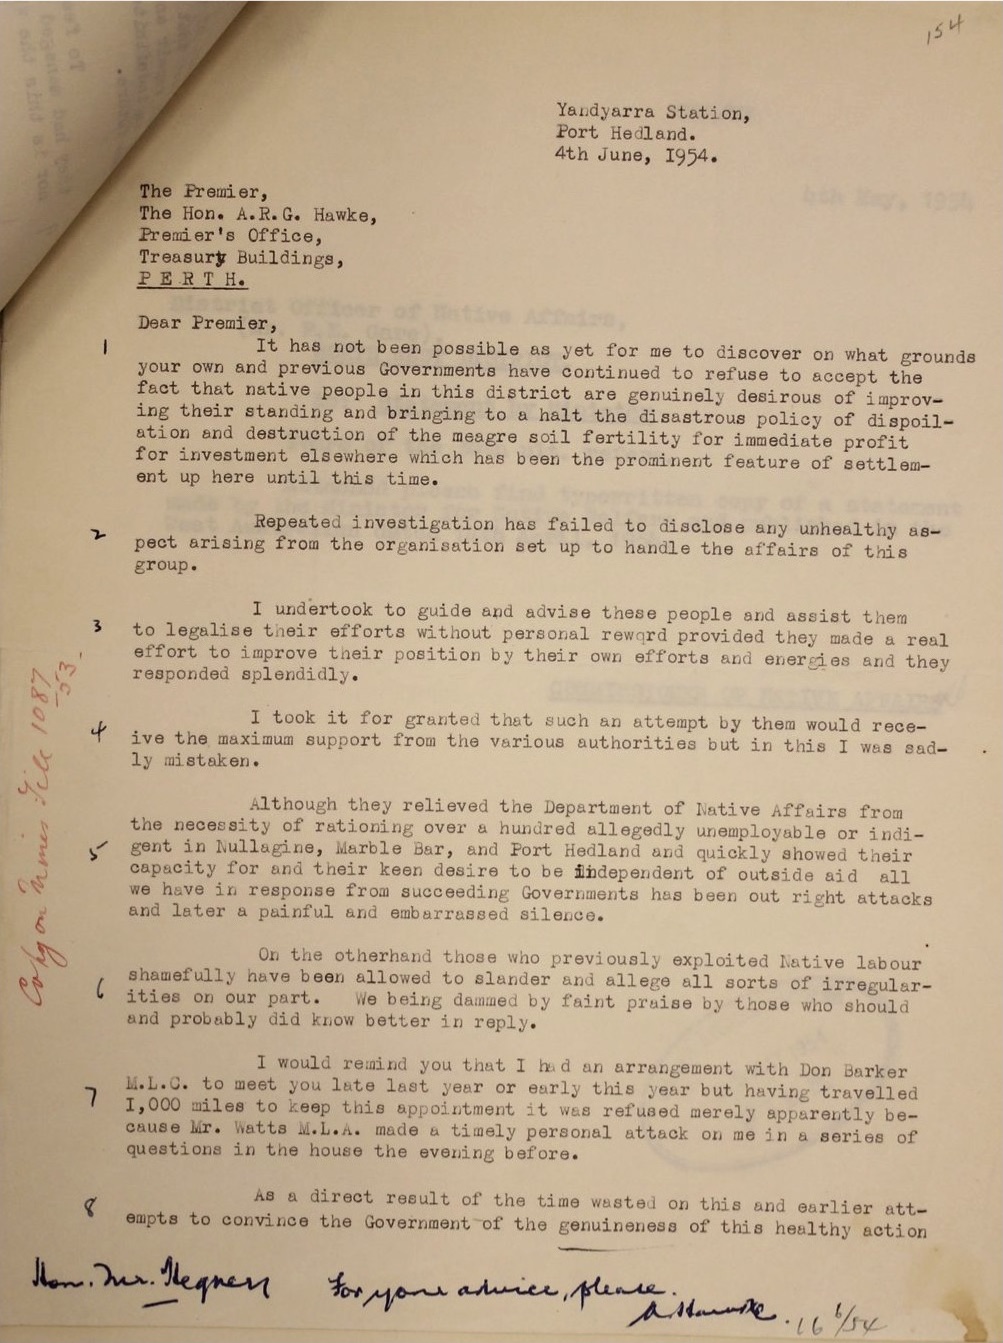 154
Yandyarra Station,
Port Hedland.
4th June, 1954.
The Premier,
The Hon. A.R.G. Hawke,
Premier's Office,
Treasury Buildings,
P E R T H.
Dear Premier,
1 It has not been possible as yet for me to discover on what grounds
your own and previous Governments have continued to refuse to accept the
fact that native people in this district are genuinely desirous of improv-
ing their standing and bringing to a halt the disastrous policy of dispoil-
ation and destruction of the meagre soil fertility for immediate profit
for investment elsewhere which has been the prominent feature of settlem-
ent up here until this time.
2 Repeated investigation has failed to disclose any unhealthy as-
pect arising from the organisation set up to handle the affairs of this
group.
3 I undertook to guide and advise these people and assist them
to legalise their efforts without personal rewqrd provided they made a real
effort to improve their position by their own efforts and energies and they
responded splendidly.
4 I took it for granted that such an attempt by them would rece-
ive the maximum support from the various authorities but in this I was sad-
ly mistaken.
5 Although they relieved the Department of Native Affairs from
the necessity of rationing over a hundred allegedly unemployable or indi-
gent in Nullagine, Marble Bar, and Port Hedland and quickly showed their
capacity for and their keen desire to be independent of outside aid all
we have in response from succeeding Governments has been out right attacks
and later a painful and embarrassed silence.
6 On the otherhand those who previously exploited Native labour
shamefully have been allowed to slander and allege all sorts of irregular-
ities on our part. We being dammed by faint praise by those who should
and probably did know better in reply.
7 I would remind you that I had an arrangement with Don Barker
M.L.C. to meet you late last year or early this year but having travelled
1,000 miles to keep this appointment it was refused merely apparently be-
cause Mr. Watts M.L.A. made a timely personal attack on me in a series of
questions in the house the evening before.
8 As a direct result of the time wasted on this and earlier att-
empts to convince the Government of the genuineness of this healthy action
Copy on Mines File 1087/53.
Hon. Mr. Hegney For your advice, please.
A. Hawke. 16/6/54
6th May, 1954
District Officer of Native Affairs,